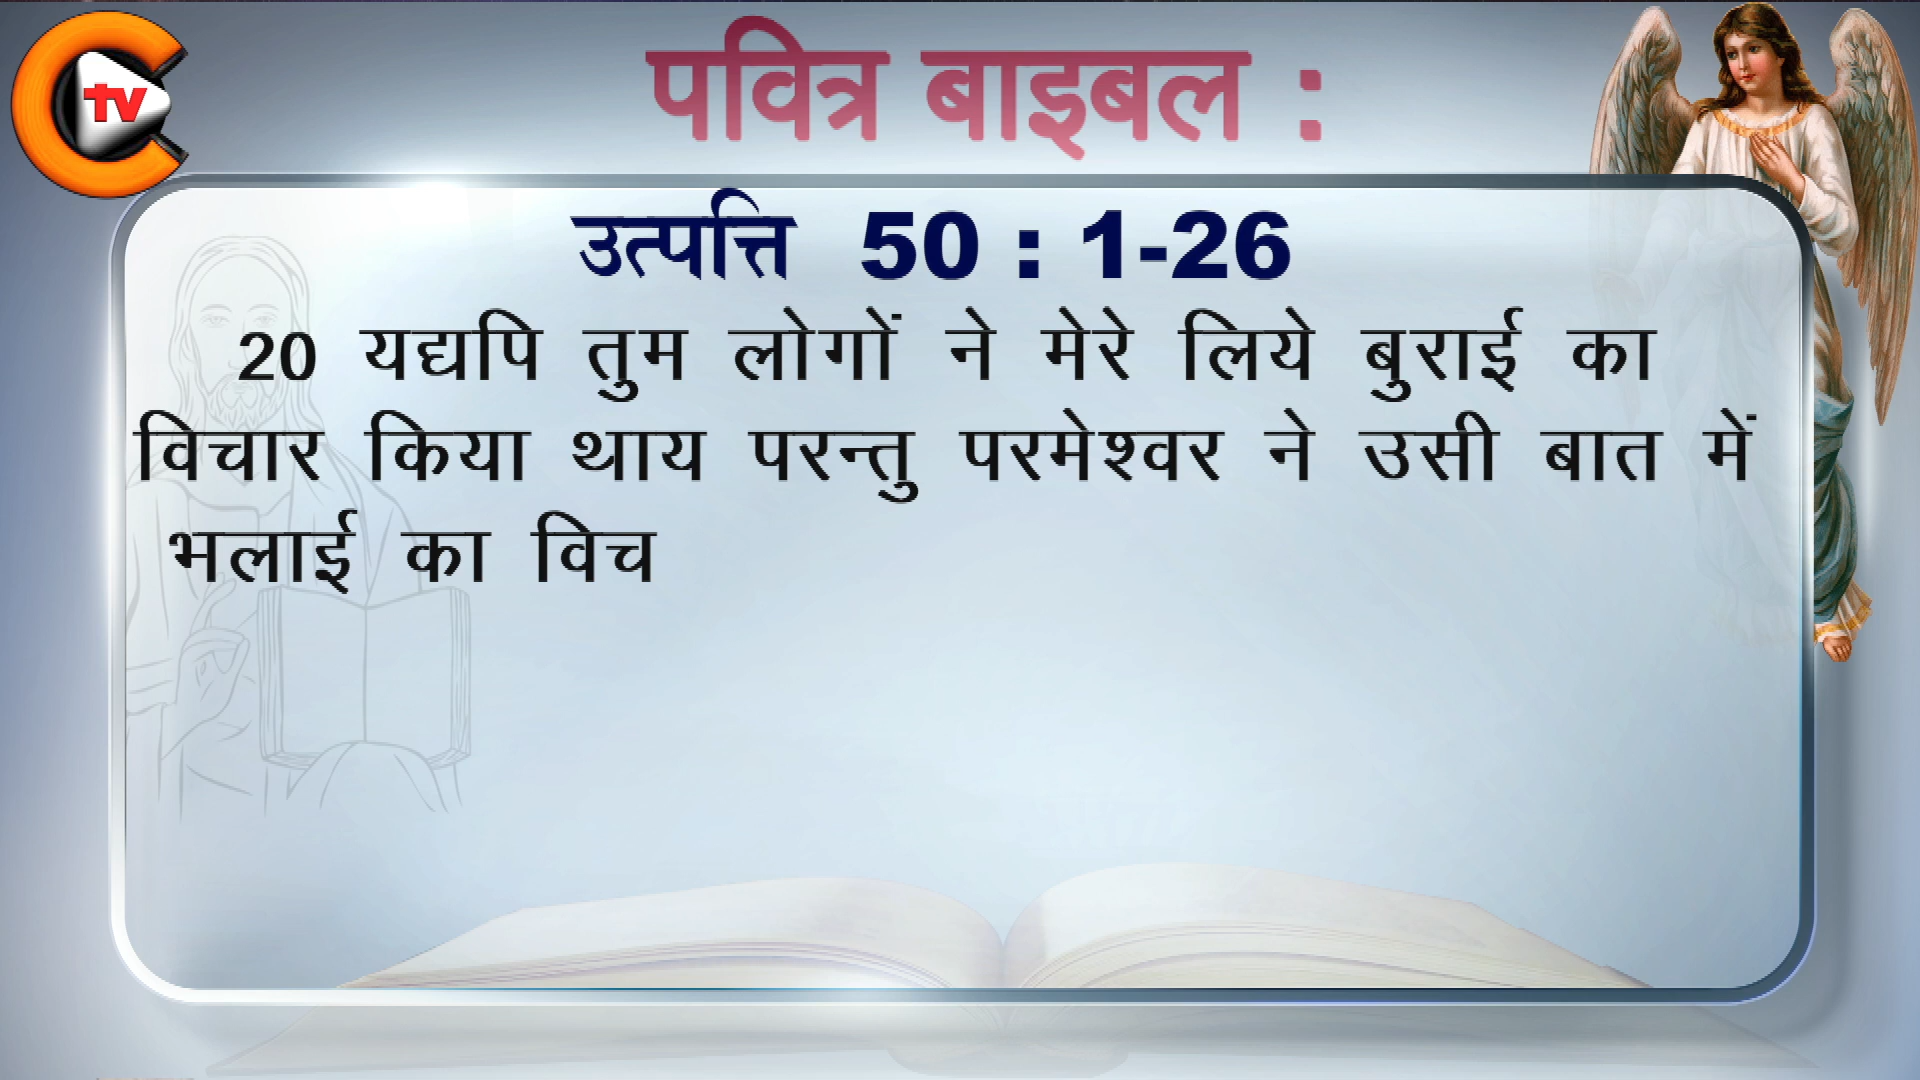 tv
पवित्र बाइबल :
उत्पत्ति 50 : 1-26
20 यद्यपि तुम लोगों ने मेरे लिये बुराई का
विचार किया थाय परन्तु परमेश्वर ने उसी बात में
भलाई का विच